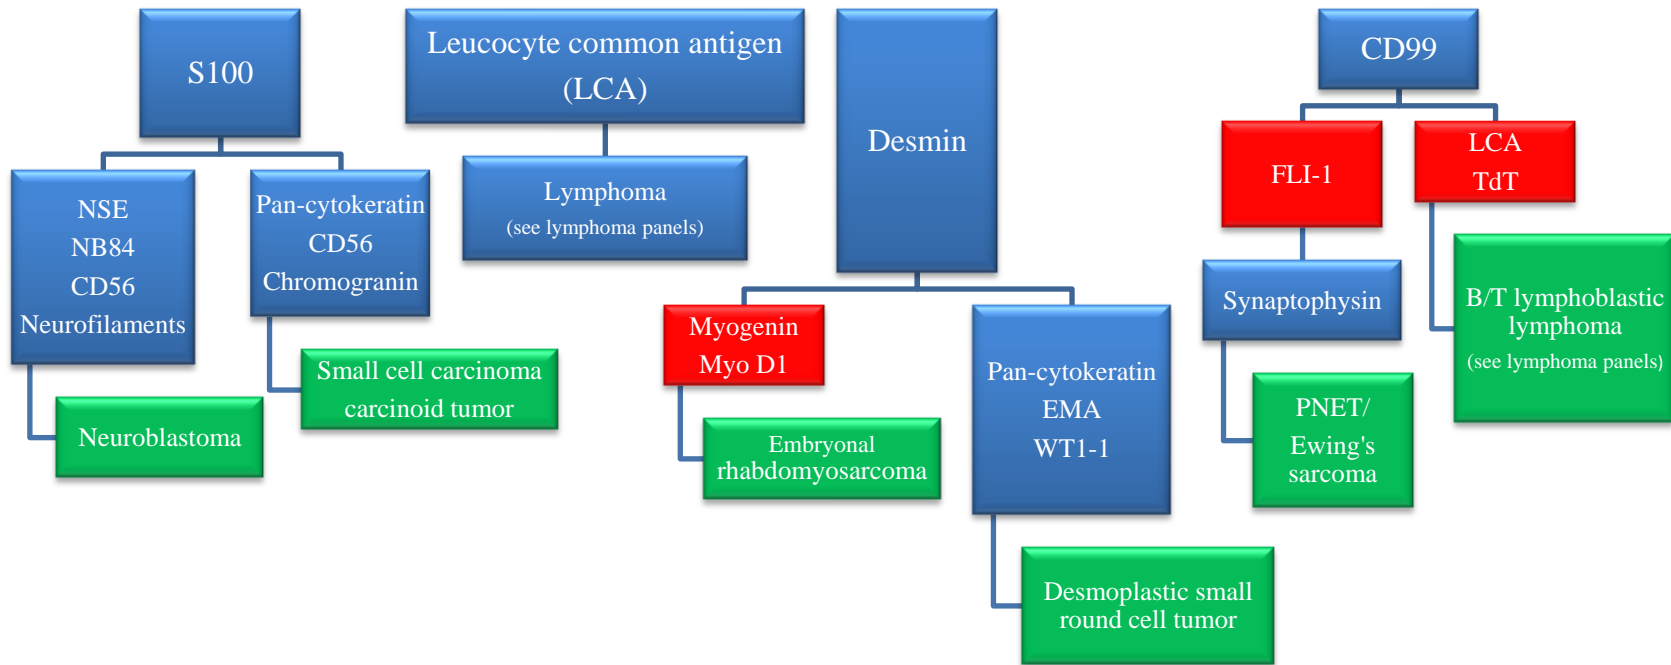 S100
NSE
NB84
CD56
Neurofilaments
Neuroblastoma
Pan-cytokeratin
CD56
Chromogranin
Small cell carcinoma
carcinoid tumor
Leucocyte common antigen
(LCA)
Lymphoma
(see lymphoma panels)
Desmin
Myogenin
Myo D1
Embryonal
rhabdomyosarcoma
Pan-cytokeratin
EMA
WT1-1
Desmoplastic small
round cell tumor
CD99
FLI-1
Synaptophysin
PNET/
Ewing's
sarcoma
LCA
TdT
B/T lymphoblastic
lymphoma
(see lymphoma panels)